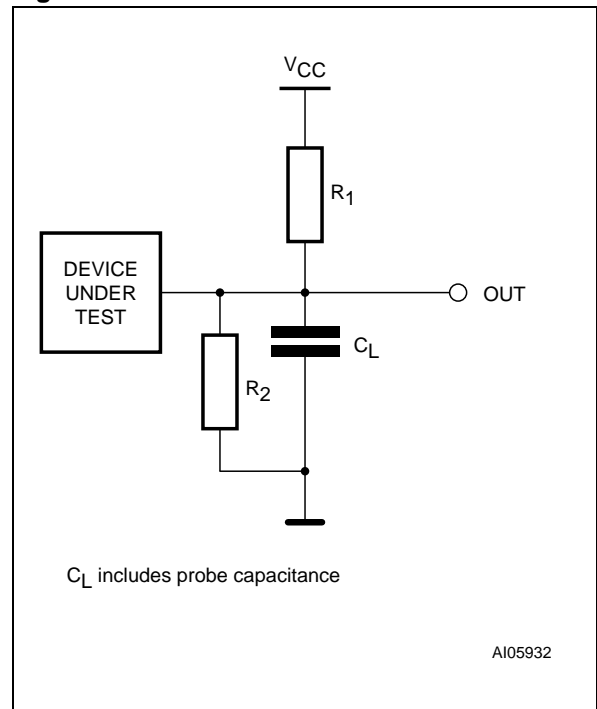 VCC
R1
DEVICE
UNDER
TEST
OUT
CL
R2
CL includes probe capacitance
AI05932